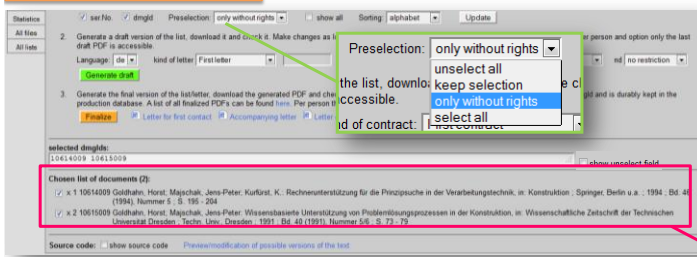 Statistics
All files
All lists
ser No. dmgId Preselection: only without rights show all Sorting: alphabet Update
2. Generate a draft version of the list, download it and check it. Make changes as l per person and option only the last
draft PDF is accessible.
Language: de kind of letter First letter nd no restriction
Generate draft
3. Generate the final version of the list/letter, download the generated PDF and che gId and is durably kept in the
production database. A list of all finalized PDFs can be found here. Per person th
Finalize Letter for first contact Accompanying letter Letter
Preselection: only without rights
unselect all
keep selection
only without rights
select all
the list, downlo e cl
accessible.
nd of contract:
selected dmgIds:
10614009 10615009
show unselect field
Chosen list of documents (2):
x 1 10614009 Goldhahn, Horst; Majschak, Jens-Peter; Kurfürst, K.: Rechnerunterstützung für die Prinzipsuche in der Verarbeitungstechnik, in: Konstruktion ; Springer, Berlin u.a. ; 1994 ; Bd. 46
(1994), Nummer 5 ; S. 195 - 204
x 2 10615009 Goldhahn, Horst; Majschak, Jens-Peter: Wissensbasierte Unterstützung von Problemlösungsprozessen in der Konstruktion, in: Wissenschaftliche Zeitschrift der Technischen
Universität Dresden ; Techn. Univ., Dresden ; 1991 ; Bd. 40 (1991), Nummer 5/6 ; S. 73 - 79
Source code: show source code Preview/modification of possible versions of the text